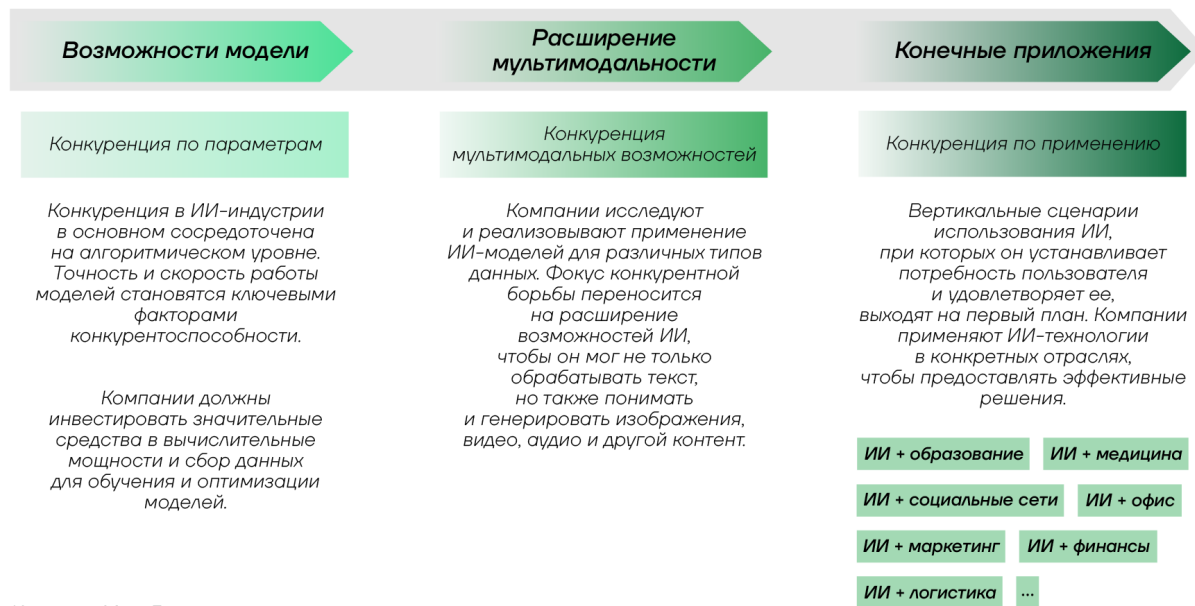 Возможности модели
Расширение
мультимодальности
Конечные приложения
Конкуренция по параметрам
Конкуренция
мультимодальных возможностей
Конкуренция по применению
Конкуренция в ИИ-индустрии
в основном сосредоточена
на алгоритмическом уровне.
Точность и скорость работы
моделей становятся ключевыми
факторами
конкурентоспособности.
Компании должны
инвестировать значительные
средства в вычислительные
мощности и сбор данных
для обучения и оптимизации
моделей.
Компании исследуют
и реализовывают применение
ИИ-моделей для различных типов
данных. Фокус конкурентной
борьбы переносится
на расширение
возможностей ИИ,
чтобы он мог не только
обрабатывать текст,
но также понимать
и генерировать изображения,
видео, аудио и другой контент.
Вертикальные сценарии
использования ИИ,
при которых он устанавливает
потребность пользователя
и удовлетворяет ее,
выходят на первый план. Компании
применяют ИИ-технологии
в конкретных отраслях,
чтобы предоставлять эффективные
решения.
ИИ + образование
ИИ + медицина
ИИ + социальные сети
ИИ + офис
ИИ + маркетинг
ИИ + финансы
ИИ + логистика
...